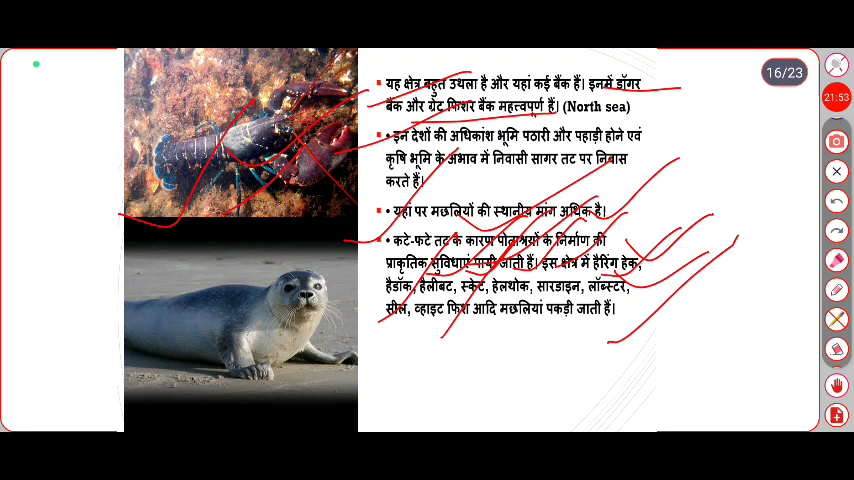 16/23
21:53
यह क्षेत्र बहुत उथला है और यहां कई बैंक हैं। इनमें डॉगर
बैंक और ग्रेट फिशर बैंक महत्त्वपूर्ण हैं। (North sea)
• इन देशों की अधिकांश भूमि पठारी और पहाड़ी होने एवं
कृषि भूमि के अभाव में निवासी सागर तट पर निवास
करते हैं।
• यहां पर मछलियों की स्थानीय मांग अधिक है।
• कटे-फटे तट के कारण पोताश्रयों के निर्माण की
प्राकृतिक सुविधाएं पायी जाती हैं। इस क्षेत्र में हैरिंग हेक,
हैडॉक, हैलीबट, स्केट, हेलथोक, सारडाइन, लॉब्स्टर,
सील, व्हाइट फिश आदि मछलियां पकड़ी जाती हैं।